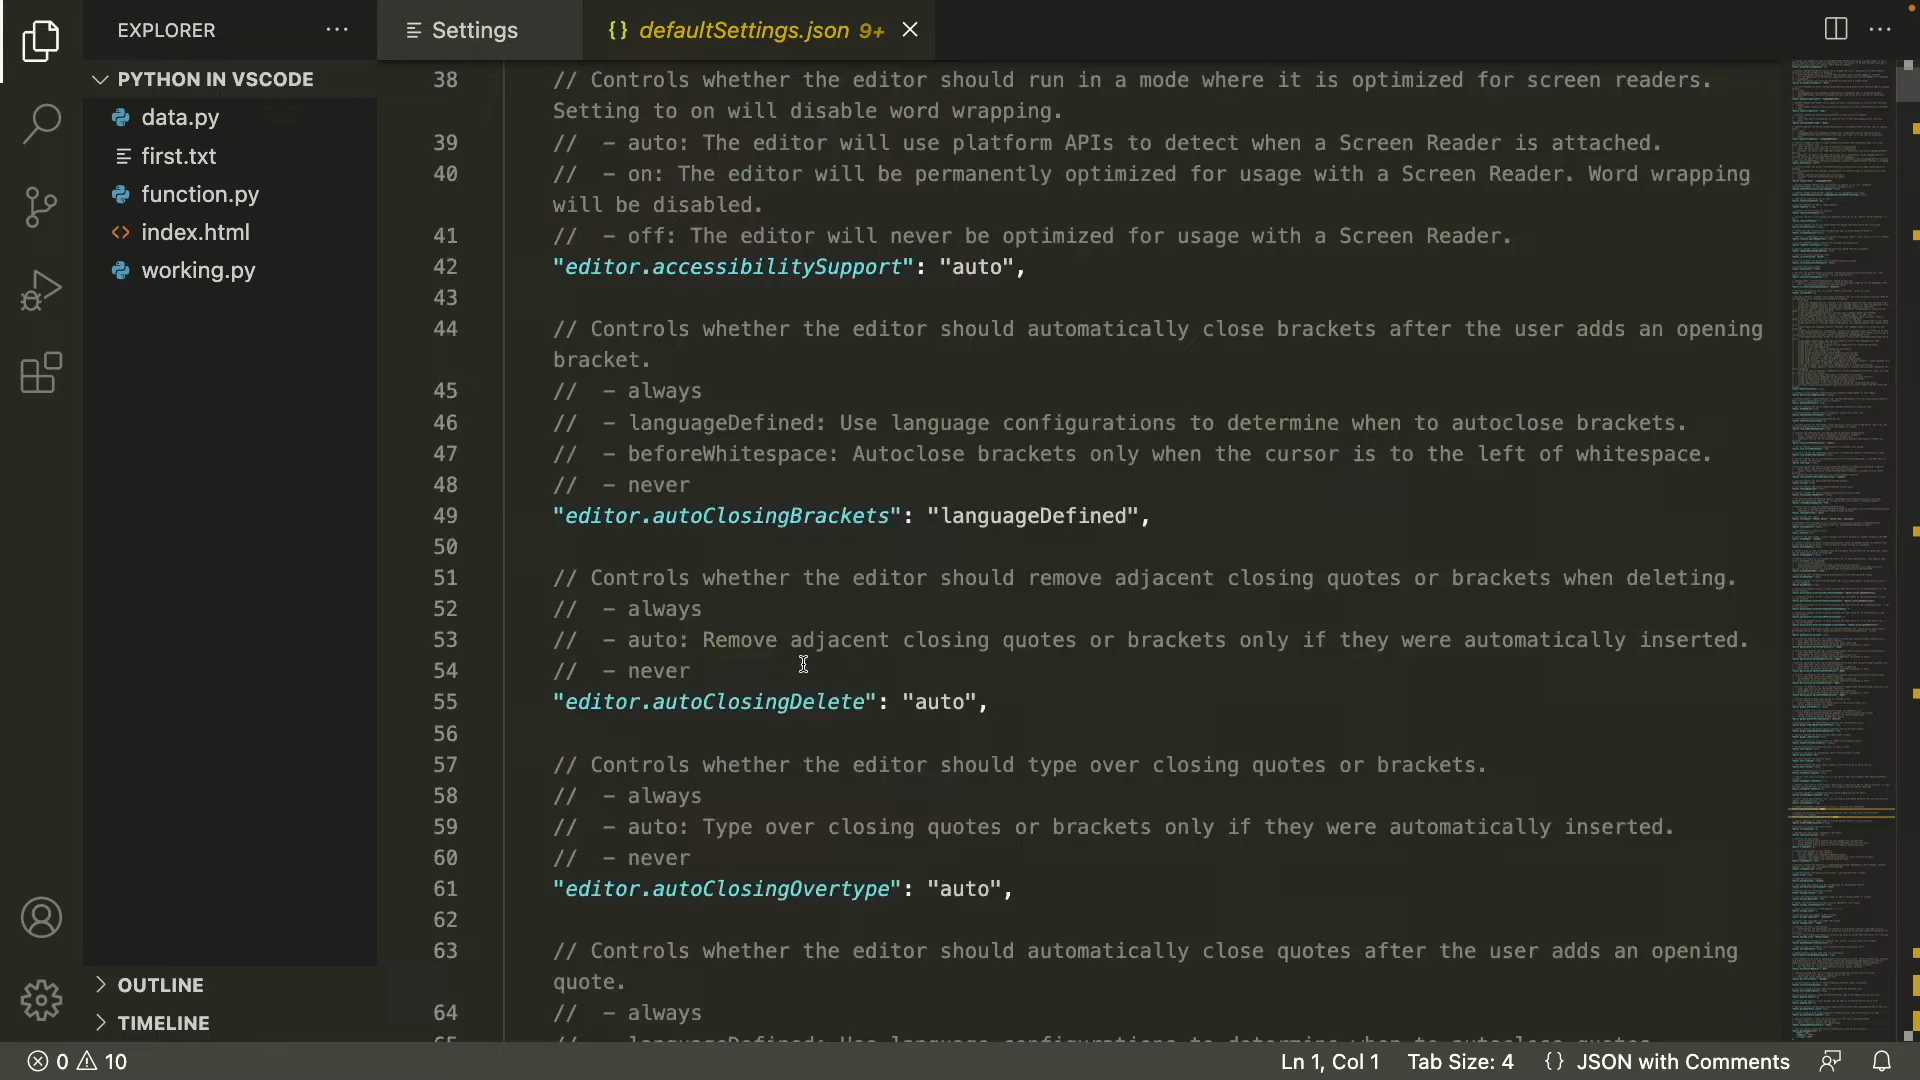 EXPLORER
Settings
{} defaultSettings.json 9+
PYTHON IN VSCODE
data.py
first.txt
function.py
index.html
working.py
OUTLINE
TIMELINE
38 // Controls whether the editor should run in a mode where it is optimized for screen readers.
Setting to on will disable word wrapping.
39 //  - auto: The editor will use platform APIs to detect when a Screen Reader is attached.
40 //  - on: The editor will be permanently optimized for usage with a Screen Reader. Word wrapping
will be disabled.
41 //  - off: The editor will never be optimized for usage with a Screen Reader.
42 "editor.accessibilitySupport": "auto",
43
44 // Controls whether the editor should automatically close brackets after the user adds an opening
bracket.
45 //  - always
46 //  - languageDefined: Use language configurations to determine when to autoclose brackets.
47 //  - beforeWhitespace: Autoclose brackets only when the cursor is to the left of whitespace.
48 //  - never
49 "editor.autoClosingBrackets": "languageDefined",
50
51 // Controls whether the editor should remove adjacent closing quotes or brackets when deleting.
52 //  - always
53 //  - auto: Remove adjacent closing quotes or brackets only if they were automatically inserted.
54 //  - never
55 "editor.autoClosingDelete": "auto",
56
57 // Controls whether the editor should type over closing quotes or brackets.
58 //  - always
59 //  - auto: Type over closing quotes or brackets only if they were automatically inserted.
60 //  - never
61 "editor.autoClosingOvertype": "auto",
62
63 // Controls whether the editor should automatically close quotes after the user adds an opening
quote.
64 //  - always
65 //  - languageDefined: Use language configurations to determine when to autoclose quotes.
0 10
Ln 1, Col 1
Tab Size: 4
{} JSON with Comments